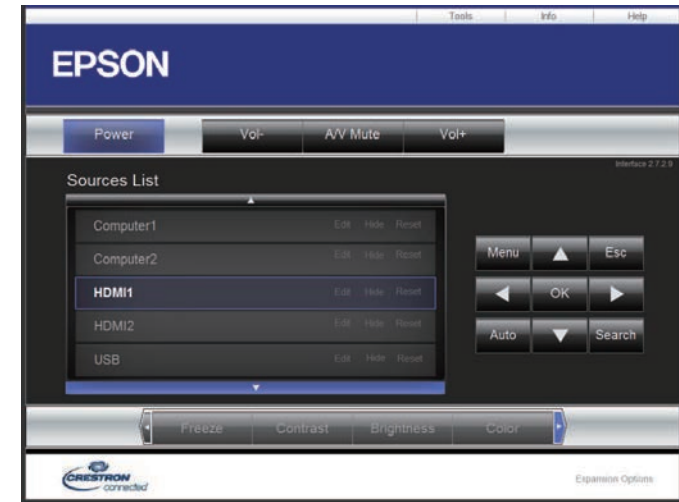 Tools Info Help
EPSON
Power Vol- A/V Mute Vol+
Interface 2.7.2.9
Sources List
Computer1 Edit Hide Reset
Computer2 Edit Hide Reset
HDMI1 Edit Hide Reset
HDMI2 Edit Hide Reset
USB Edit Hide Reset
Menu Esc
OK
Auto Search
Freeze Contrast Brightness Color
CRESTRON connected Expansion Options